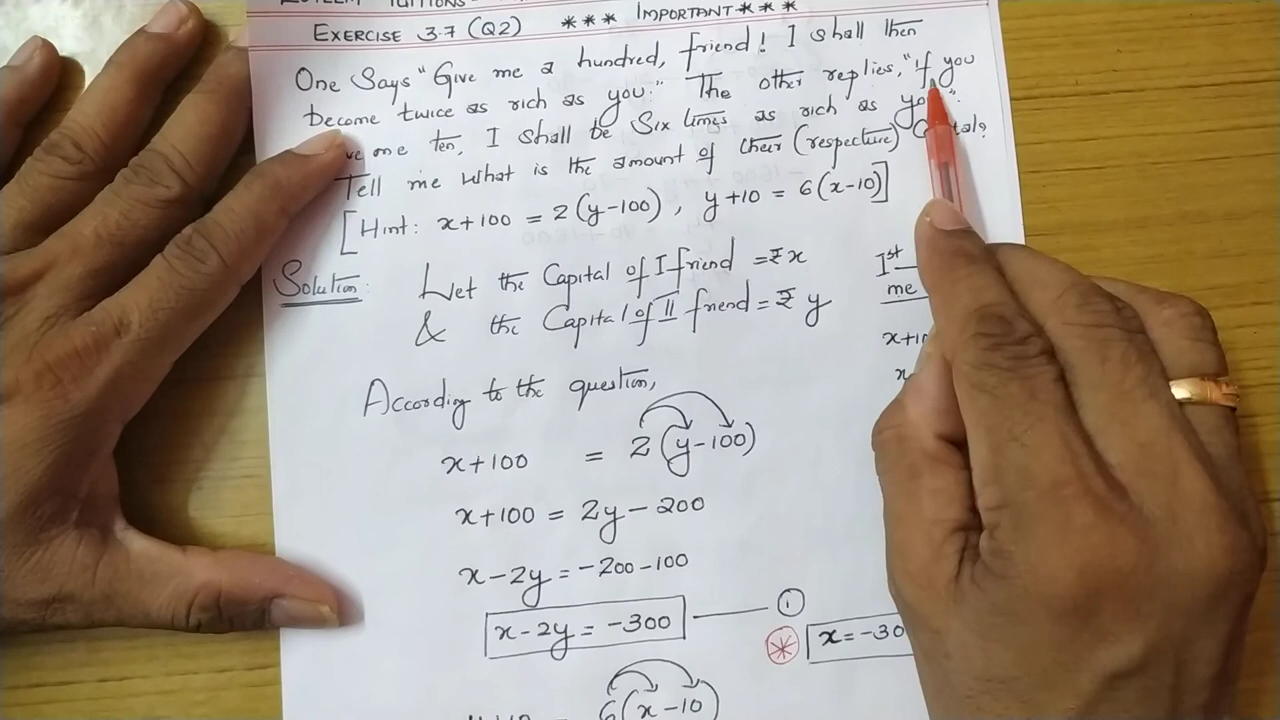 EXERCISE 3.7 (Q2) *** IMPORTANT ***
One Says "Give me a hundred, friend! I shall then
become twice as rich as you." The other replies, "if you
me ten, I shall be Six times as rich as
Tell me what is the amount of their (respective)
[Hint: x+100 = 2(y-100), y+10 = 6(x-10)]
Solution: Let the Capital of I friend = ₹ x
& the Capital of II friend = ₹ y
Ist
me
According to the question,
x+100 = 2(y-100)
x+100 = 2y-200
x-2y = -200-100
x-2y = -300 ①
x = -30
6(x-10)